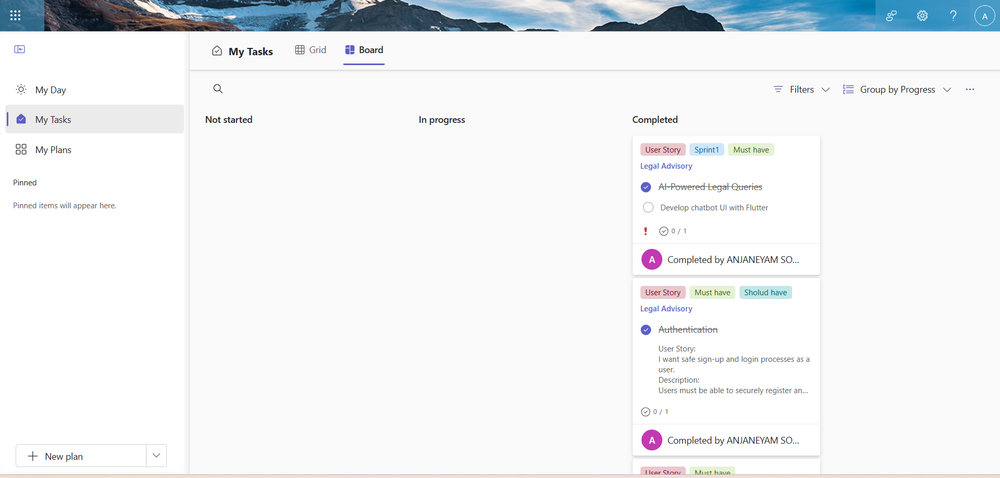 A
My Tasks
Grid
Board
My Day
My Tasks
My Plans
Pinned
Pinned items will appear here.
New plan
Filters
Group by Progress
Not started
In progress
Completed
User Story Sprint1 Must have
Legal Advisory
AI-Powered Legal Queries
Develop chatbot UI with Flutter
! 0 / 1
A Completed by ANJANEYAM SO...
User Story Must have Sholud have
Legal Advisory
Authentication
User Story:
I want safe sign-up and login processes as a
user.
Description:
Users must be able to securely register an...
0 / 1
A Completed by ANJANEYAM SO...
User Story Must have